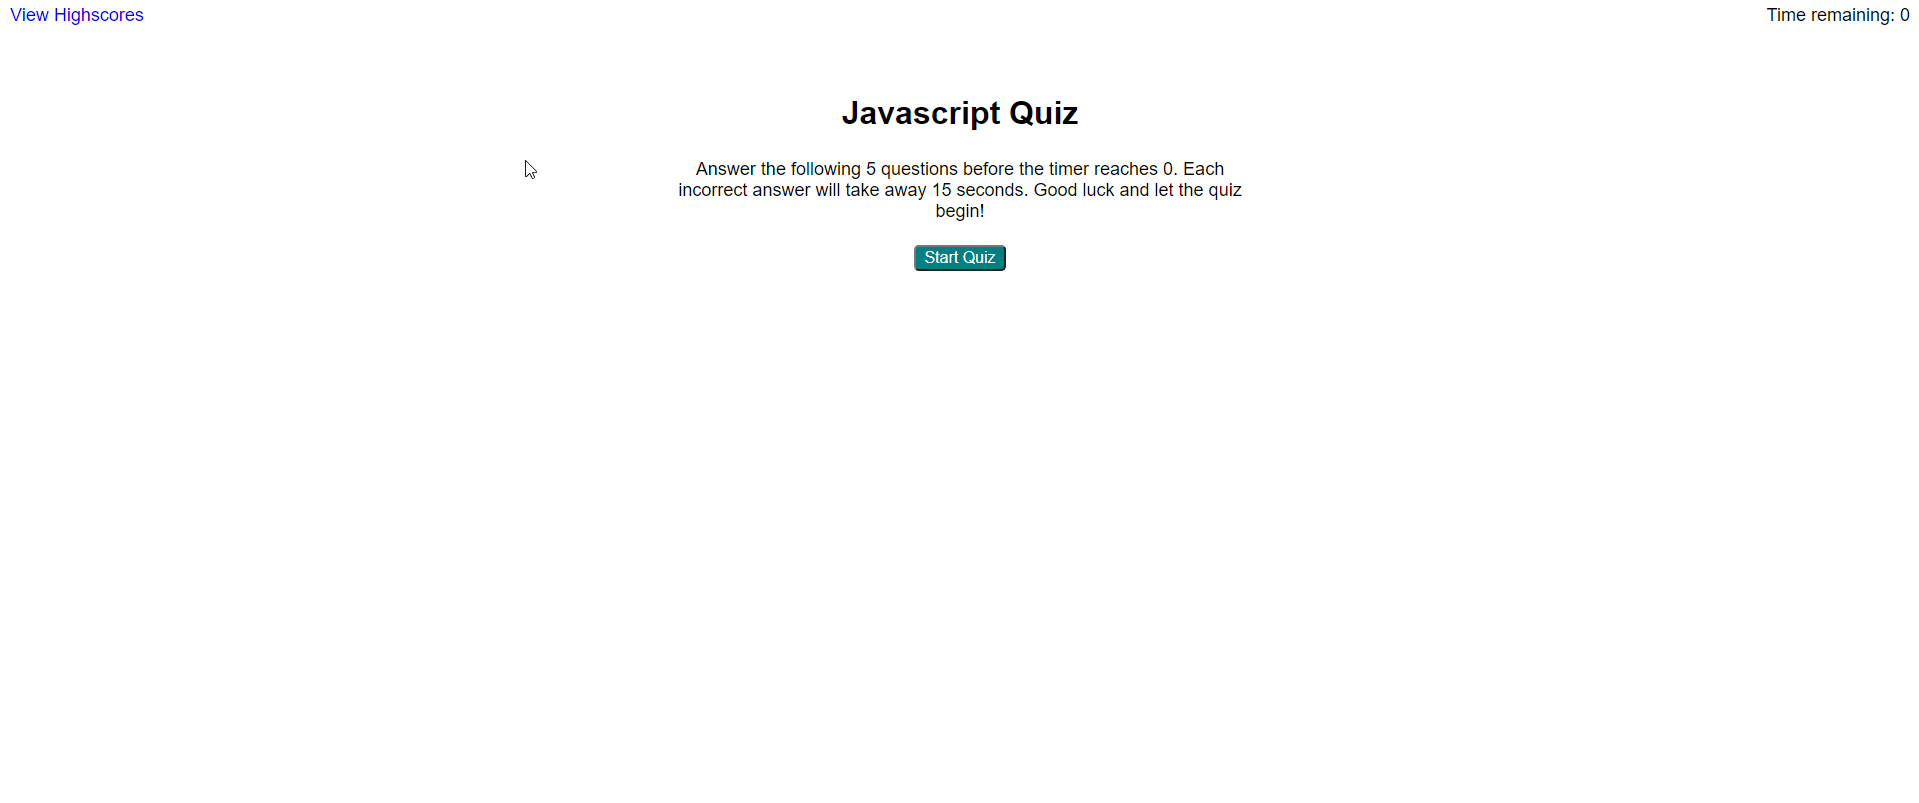 View Highscores
Time remaining: 0
Javascript Quiz
Answer the following 5 questions before the timer reaches 0. Each
incorrect answer will take away 15 seconds. Good luck and let the quiz
begin!
Start Quiz